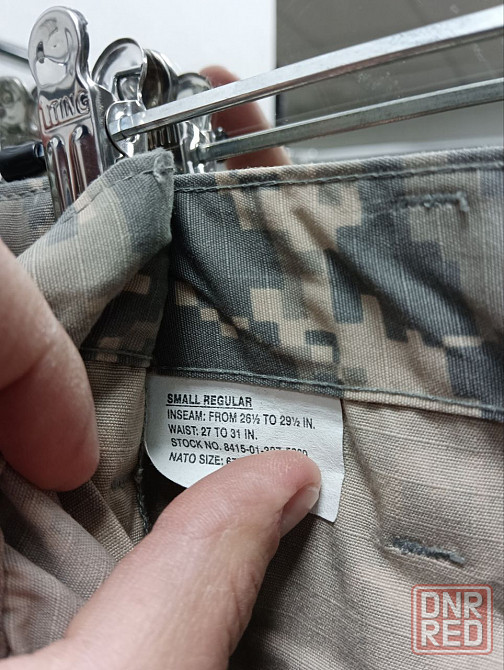 LTING
SMALL REGULAR
INSEAM: FROM 26½ TO 29½ IN.
WAIST: 27 TO 31 IN.
STOCK NO. 8415-01-
NATO SIZE:
DNR
RED